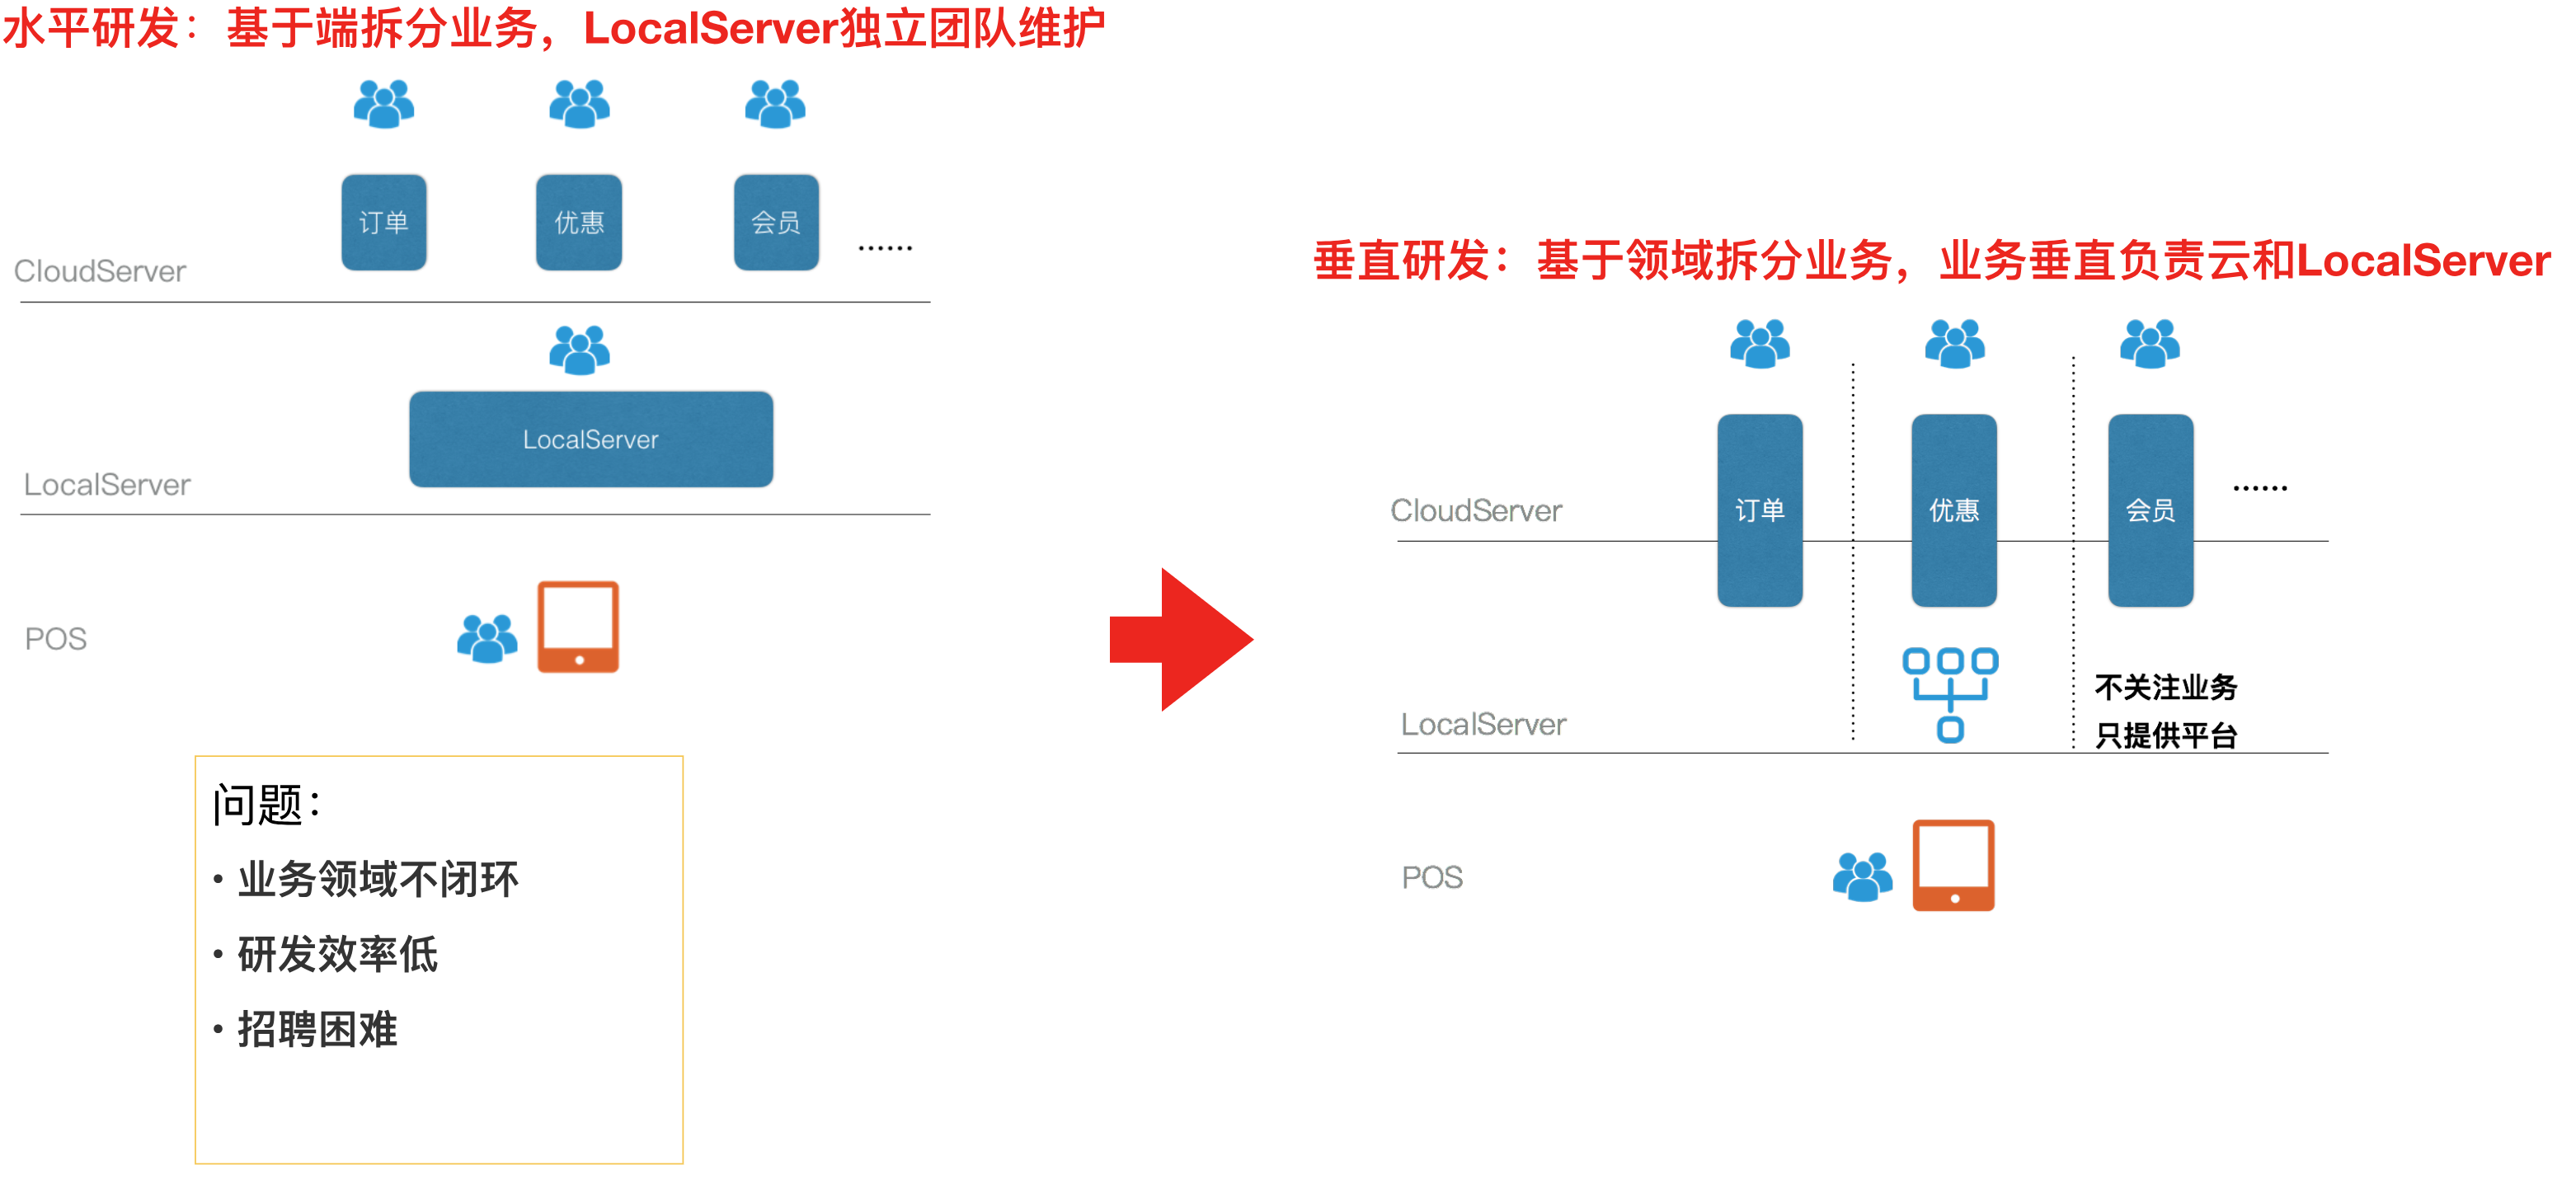 水平研发：基于端拆分业务，LocalServer独立团队维护
订单
优惠
会员
......
CloudServer
LocalServer
LocalServer
POS
问题：
• 业务领域不闭环
• 研发效率低
• 招聘困难
垂直研发：基于领域拆分业务，业务垂直负责云和LocalServer
订单
优惠
会员
......
CloudServer
不关注业务
只提供平台
LocalServer
POS